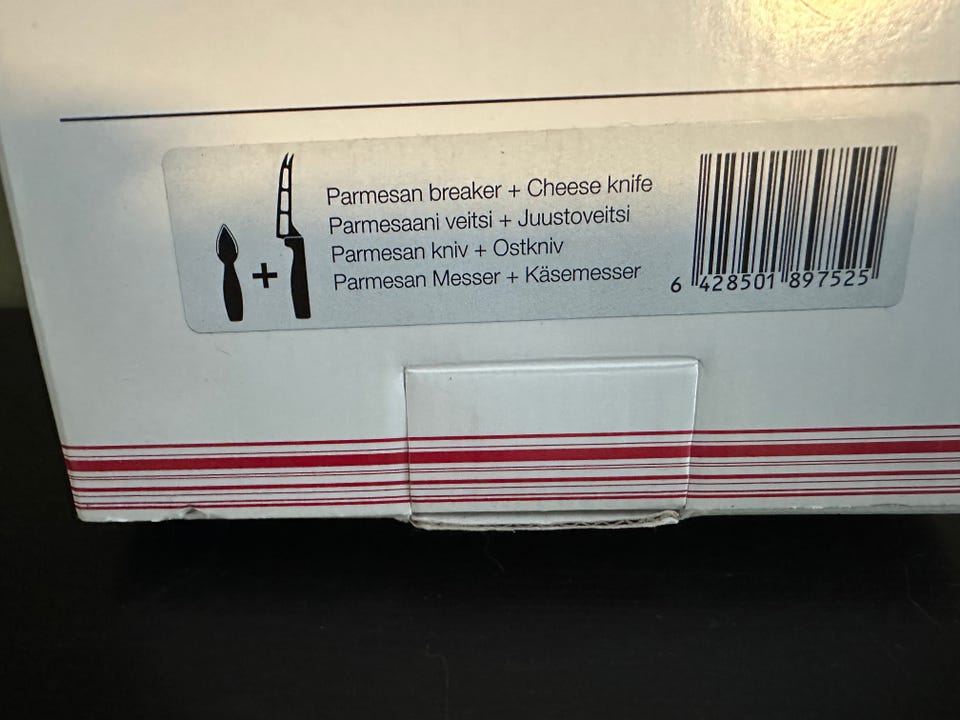 Parmesan breaker + Cheese knife
Parmesaani veitsi + Juustoveitsi
Parmesan kniv + Ostkniv
Parmesan Messer + Käsemesser
6 428501 897525